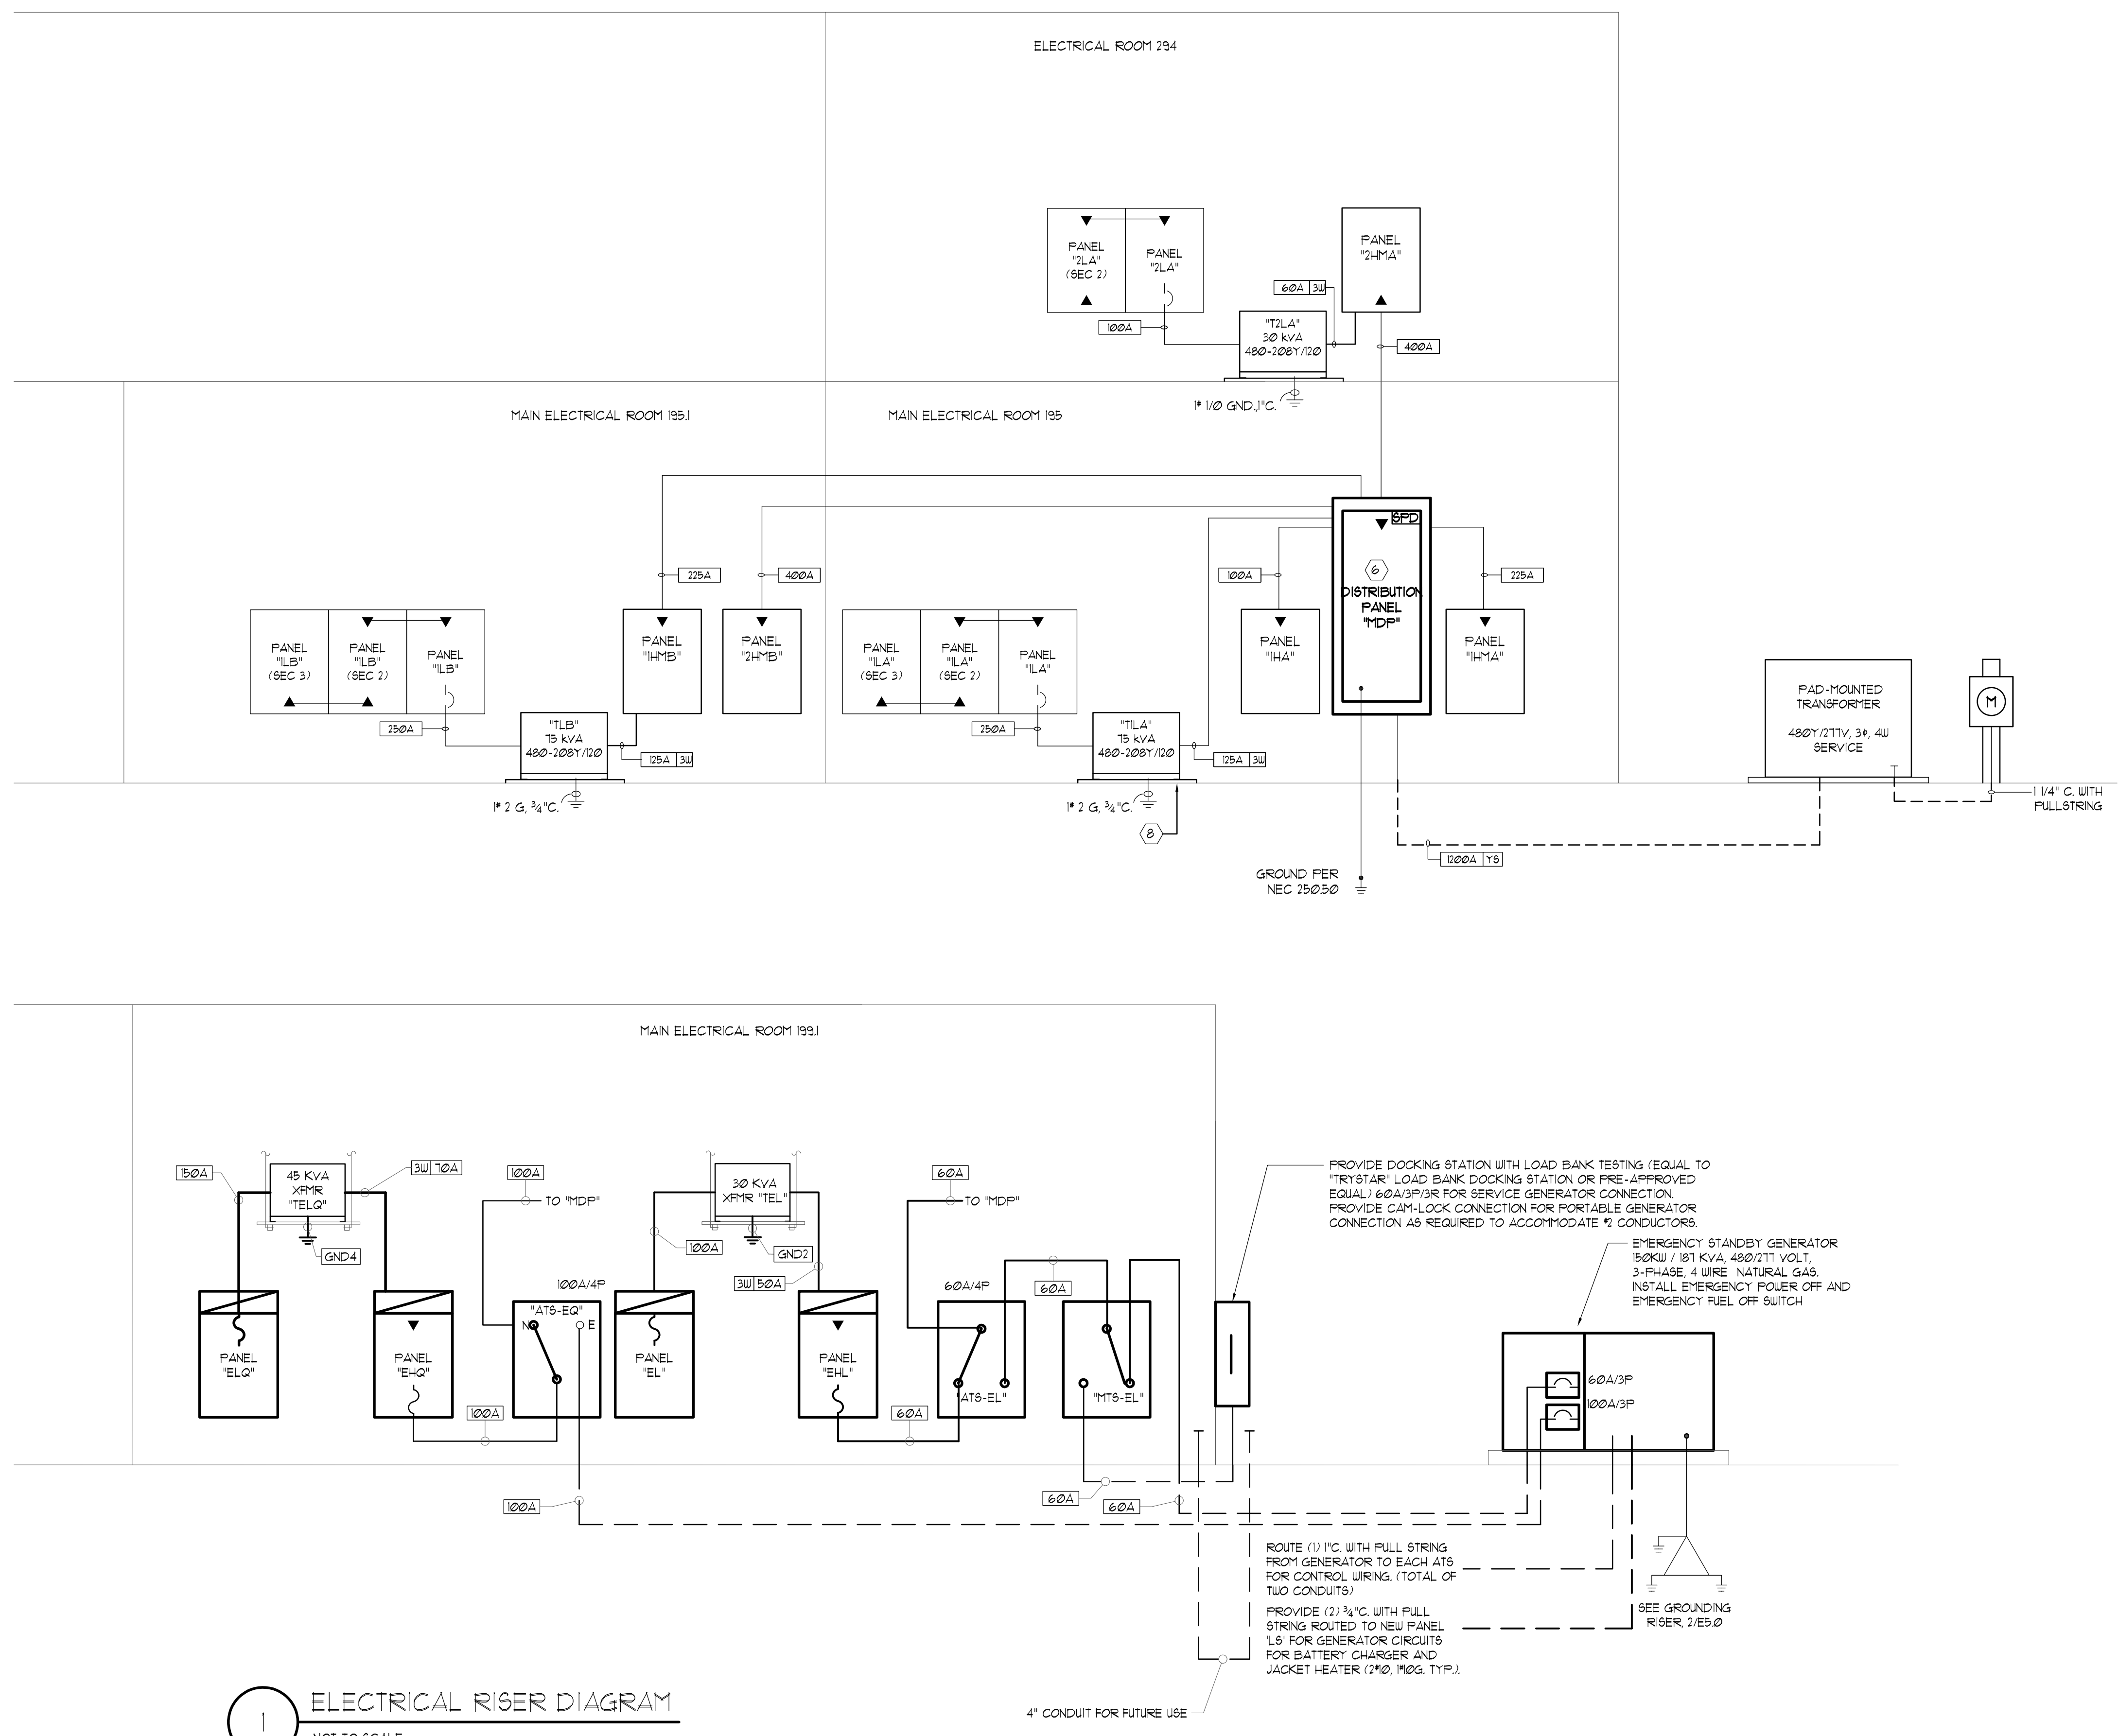 ELECTRICAL ROOM 294
PANEL
"2LA"
(SEC 2)
PANEL
"2LA"
PANEL
"2HMA"
60A 3W
100A
"T2LA"
30 kVA
480-208Y/120
400A
1# 1/0 GND.,1"C.
MAIN ELECTRICAL ROOM 195.1
MAIN ELECTRICAL ROOM 195
SPD
6
DISTRIBUTION
PANEL
"MDP"
225A
400A
100A
225A
PANEL
"1LB"
(SEC 3)
PANEL
"1LB"
(SEC 2)
PANEL
"1LB"
PANEL
"1HMB"
PANEL
"2HMB"
PANEL
"1LA"
(SEC 3)
PANEL
"1LA"
(SEC 2)
PANEL
"1LA"
PANEL
"1HA"
PANEL
"1HMA"
250A
"TLB"
75 kVA
480-208Y/120
125A 3W
250A
"T1LA"
75 kVA
480-208Y/120
125A 3W
PAD-MOUNTED
TRANSFORMER
480Y/277V, 3ϕ, 4W
SERVICE
M
1# 2 G, ¾"C.
1# 2 G, ¾"C.
8
1 1/4" C. WITH
PULLSTRING
1200A YS
GROUND PER
NEC 250.50
MAIN ELECTRICAL ROOM 199.1
150A
45 KVA
XFMR
"TELQ"
3W 70A
GND4
100A
TO "MDP"
30 KVA
XFMR "TEL"
100A
GND2
3W 50A
60A
TO "MDP"
PROVIDE DOCKING STATION WITH LOAD BANK TESTING (EQUAL TO
"TRYSTAR" LOAD BANK DOCKING STATION OR PRE-APPROVED
EQUAL) 60A/3P/3R FOR SERVICE GENERATOR CONNECTION.
PROVIDE CAM-LOCK CONNECTION FOR PORTABLE GENERATOR
CONNECTION AS REQUIRED TO ACCOMMODATE #2 CONDUCTORS.
EMERGENCY STANDBY GENERATOR
150KW / 187 KVA, 480/277 VOLT,
3-PHASE, 4 WIRE NATURAL GAS.
INSTALL EMERGENCY POWER OFF AND
EMERGENCY FUEL OFF SWITCH
100A/4P
60A/4P
60A
"ATS-EQ"
N E
PANEL
"ELQ"
PANEL
"EHQ"
PANEL
"EL"
PANEL
"EHL"
"ATS-EL"
"MTS-EL"
60A/3P
100A/3P
100A
60A
100A
60A
60A
ROUTE (1) 1"C. WITH PULL STRING
FROM GENERATOR TO EACH ATS
FOR CONTROL WIRING. (TOTAL OF
TWO CONDUITS)
PROVIDE (2) ¾"C. WITH PULL
STRING ROUTED TO NEW PANEL
'LS' FOR GENERATOR CIRCUITS
FOR BATTERY CHARGER AND
JACKET HEATER (2#10, 1#10G. TYP.).
SEE GROUNDING
RISER, 2/E5.0
4" CONDUIT FOR FUTURE USE
1
ELECTRICAL RISER DIAGRAM
NOT TO SCALE